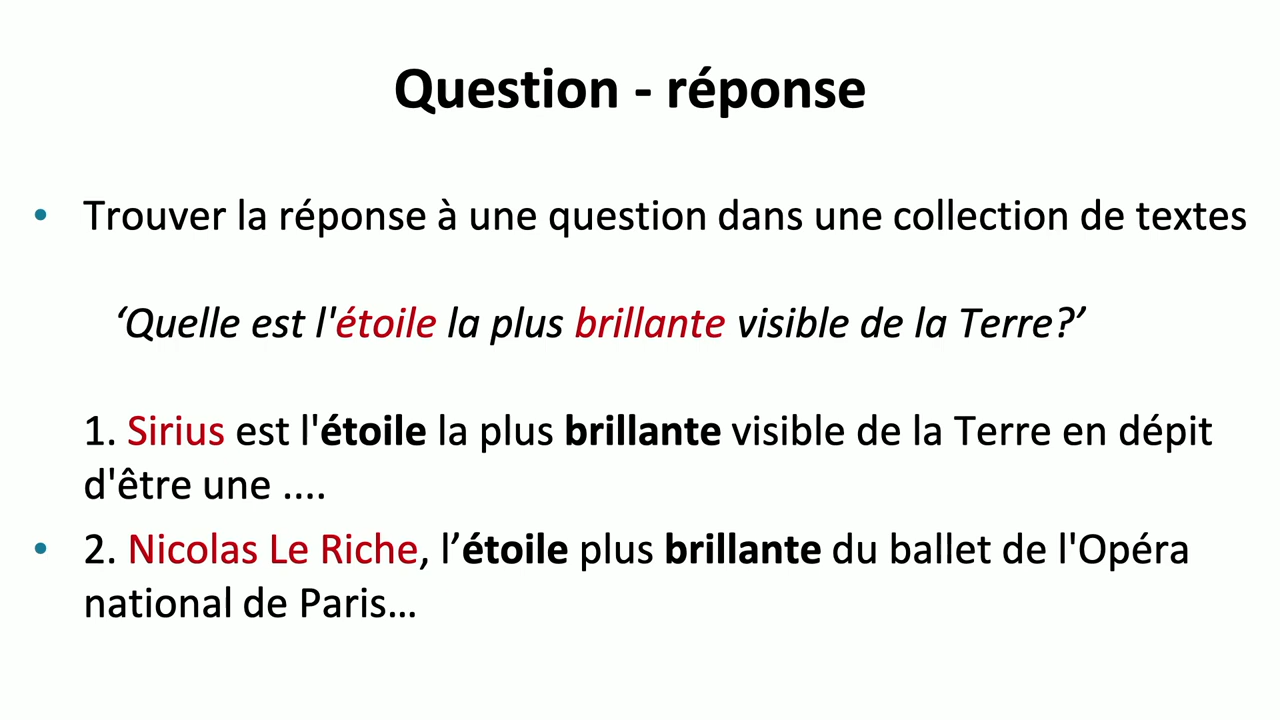 Question - réponse
• Trouver la réponse à une question dans une collection de textes
‘Quelle est l'étoile la plus brillante visible de la Terre?’
1. Sirius est l'étoile la plus brillante visible de la Terre en dépit
d'être une ....
• 2. Nicolas Le Riche, l’étoile plus brillante du ballet de l'Opéra
national de Paris…